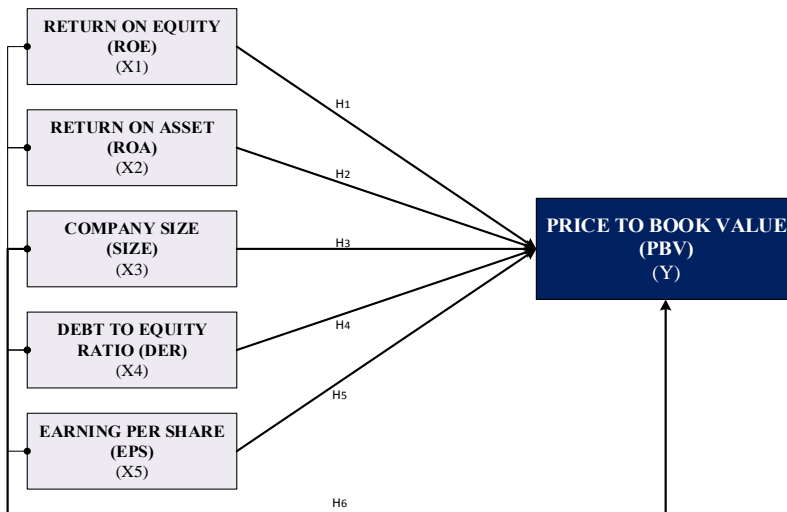 RETURN ON EQUITY
(ROE)
(X1)
H1
RETURN ON ASSET
(ROA)
(X2)
H2
COMPANY SIZE
(SIZE)
(X3)
H3
PRICE TO BOOK VALUE
(PBV)
(Y)
DEBT TO EQUITY
RATIO (DER)
(X4)
H4
EARNING PER SHARE
(EPS)
(X5)
H5
H6